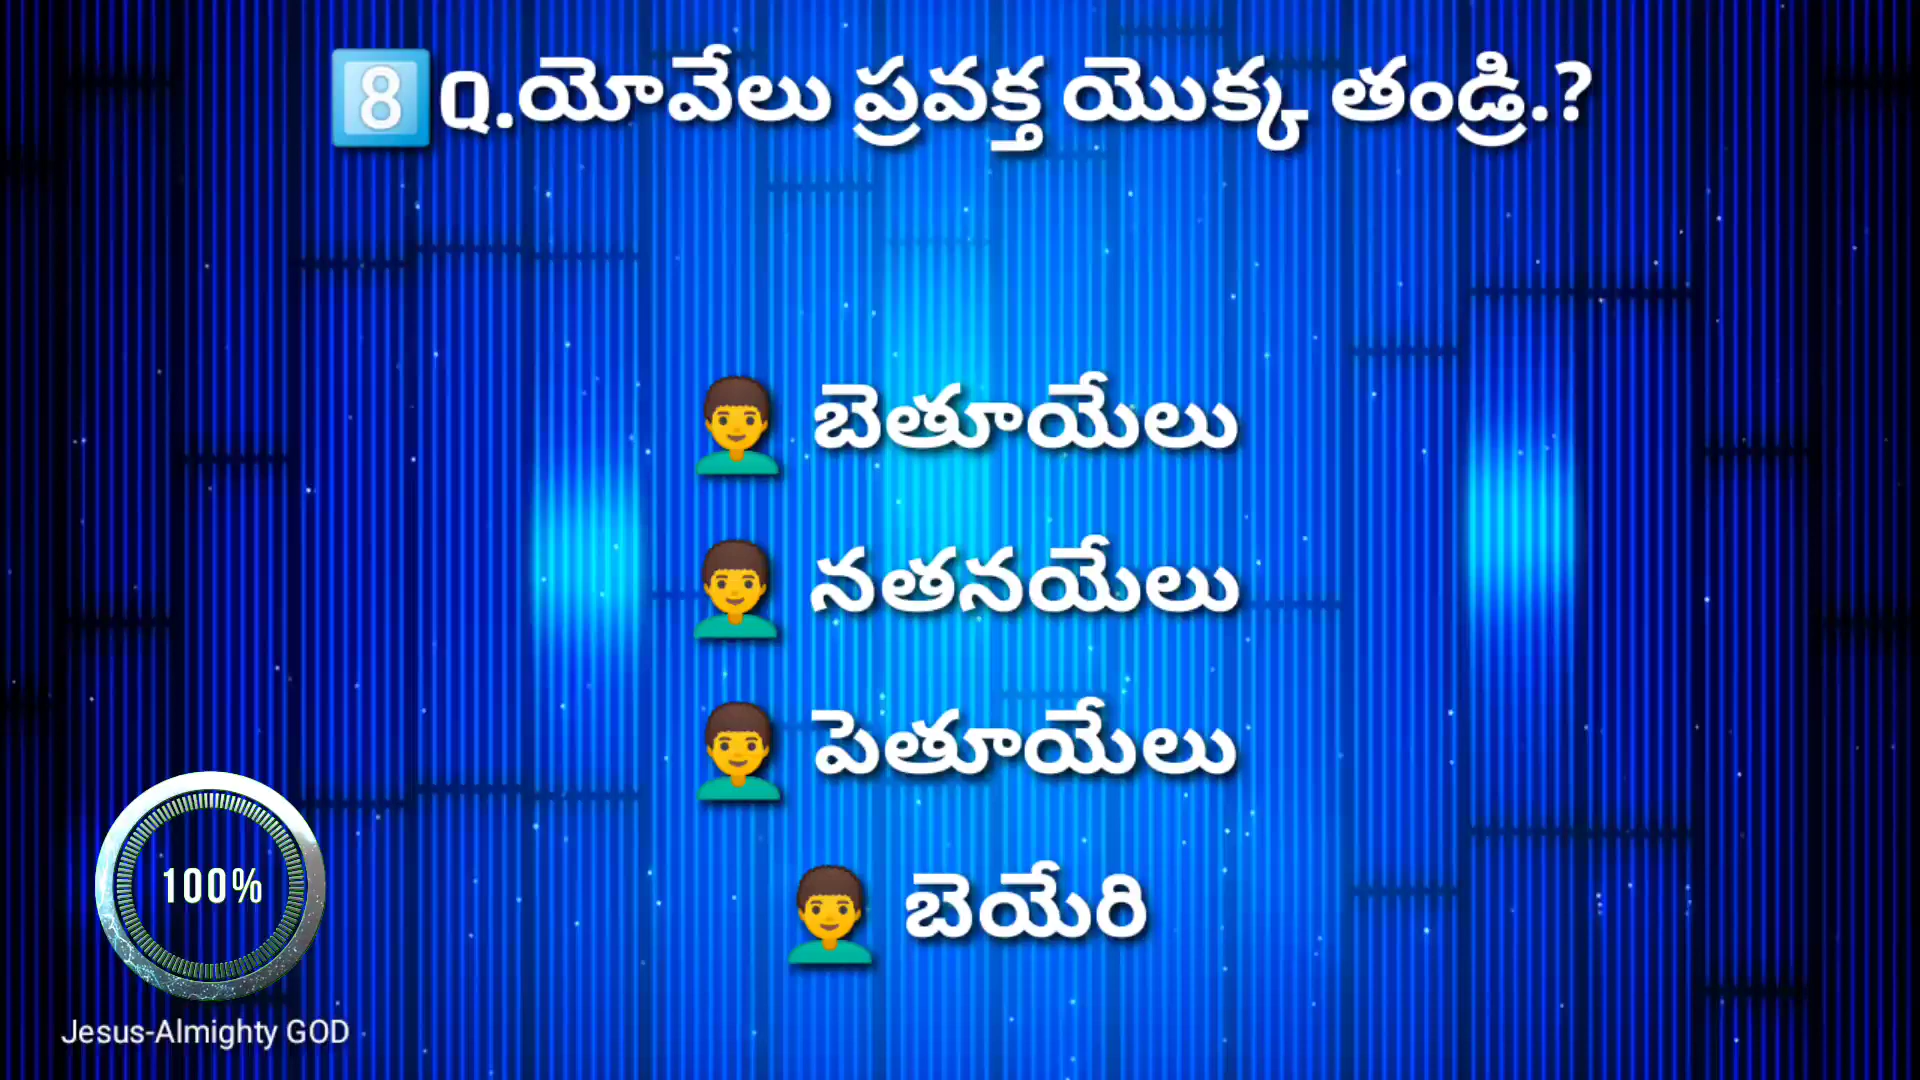 8️⃣Q.యోవేలు ప్రవక్త యొక్క తండ్రి.?
బెతూయేలు
నతనయేలు
పెతూయేలు
బెయేరి
100%
Jesus-Almighty GOD